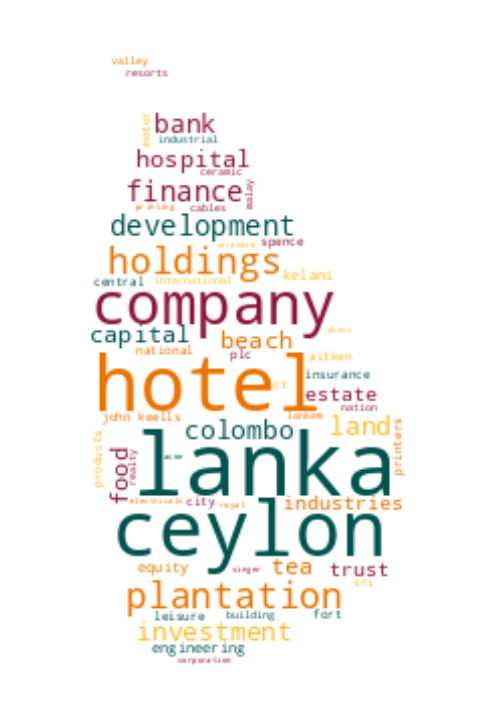 valley
resorts
motor
bank
industrial
hospital
ceramic
finance
malay
printing
cables
development
serendib
spence
holdings
kelani
central
international
company
capital
beach
national
plc
aitken
hotel
insurance
estate
nation
john keells
lankem
land
colombo
products
food
realty
lanka
printers
electricals
city
royal
industries
ceylon
equity
singer
tea
trust
sri
plantation
leisure
building
fort
investment
engineering
corporation